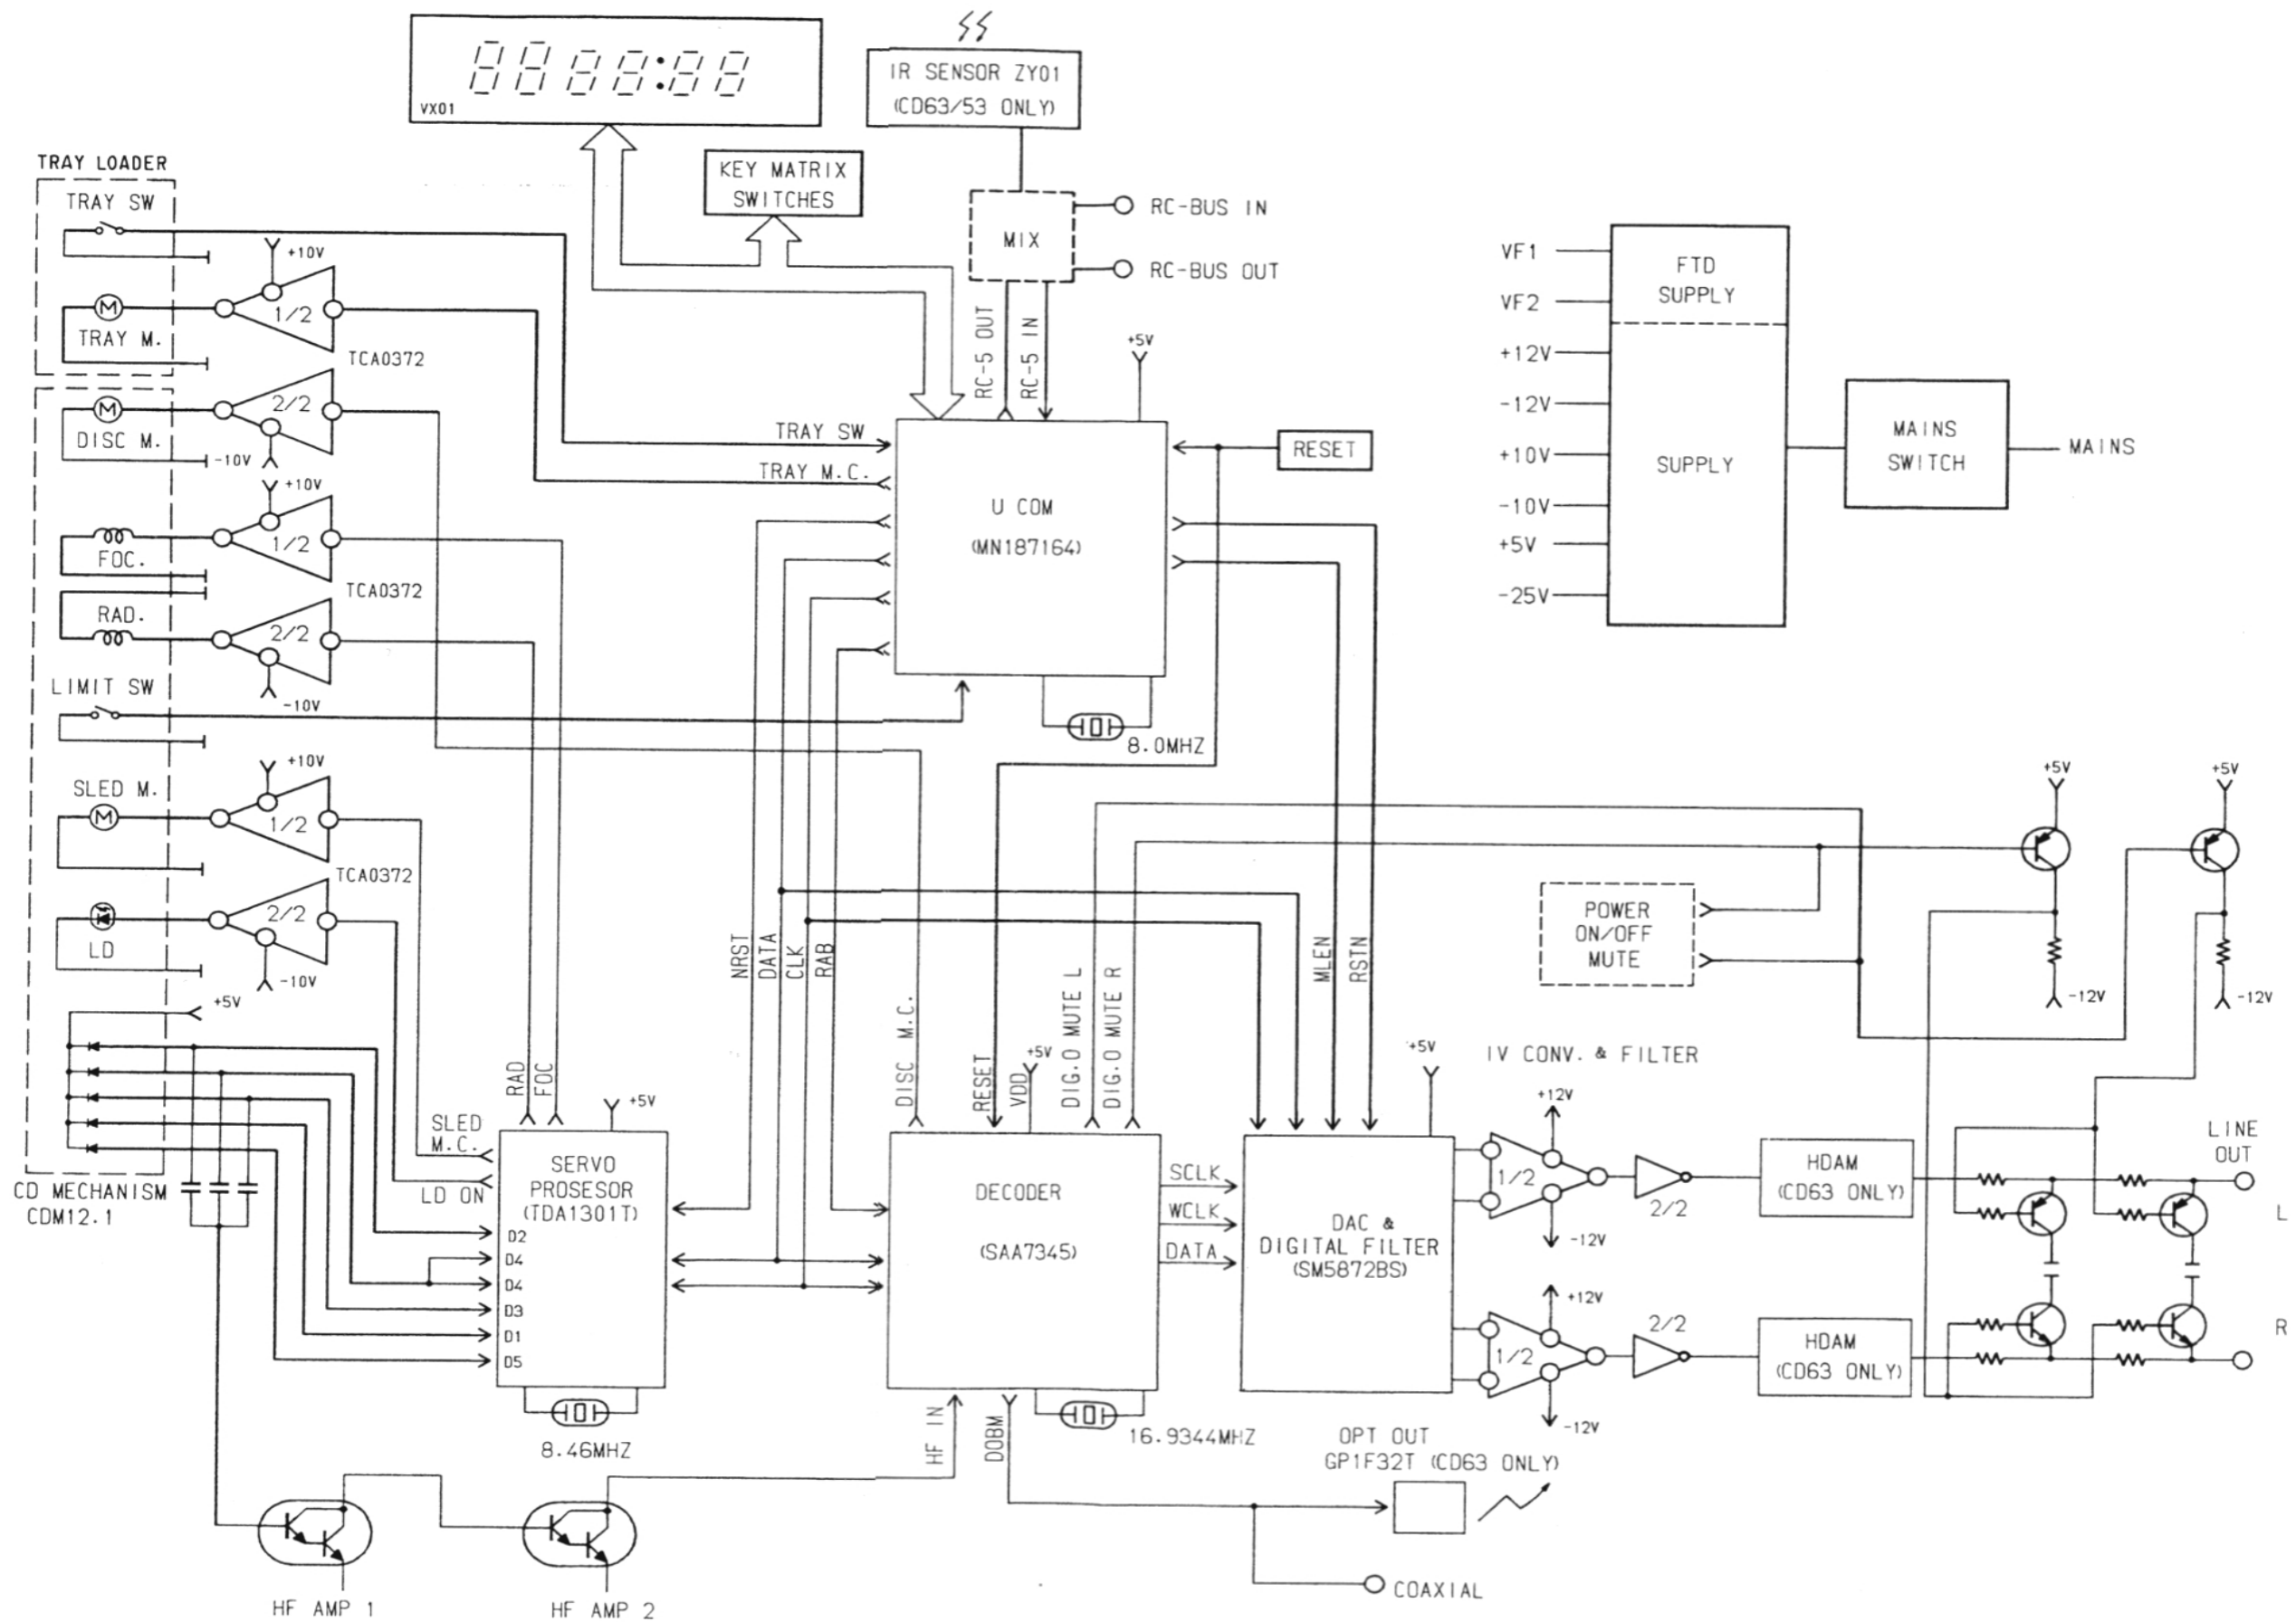 VX01
IR SENSOR ZY01
(CD63/53 ONLY)
KEY MATRIX
SWITCHES
MIX
RC-BUS IN
RC-BUS OUT
RC-5 OUT
RC-5 IN
TRAY LOADER
TRAY SW
+10V
1/2
TRAY M.
TCA0372
2/2
DISC M.
-10V
+10V
1/2
FOC.
TCA0372
RAD.
2/2
LIMIT SW
-10V
+10V
SLED M.
M
M
M
1/2
TCA0372
2/2
LD
-10V
+5V
CD MECHANISM
CDM12.1
TRAY SW
TRAY M.C.
+5V
U COM
(MN187164)
RESET
8.0MHZ
VF1
VF2
+12V
-12V
+10V
-10V
+5V
-25V
FTD
SUPPLY
SUPPLY
MAINS
SWITCH
MAINS
NRST
DATA
CLK
RAB
DISC M.C.
RESET
VDD
+5V
DIG.O MUTE L
DIG.O MUTE R
MLEN
RSTN
RAD
FOC
+5V
SLED
M.C.
LD ON
SERVO
PROSESOR
(TDA1301T)
D2
D4
D4
D3
D1
D5
8.46MHZ
DECODER
(SAA7345)
SCLK
WCLK
DATA
HF IN
DOBM
16.9344MHZ
+5V
DAC &
DIGITAL FILTER
(SM5872BS)
IV CONV. & FILTER
+12V
1/2
-12V
2/2
HDAM
(CD63 ONLY)
+12V
1/2
-12V
2/2
HDAM
(CD63 ONLY)
POWER
ON/OFF
MUTE
+5V
-12V
+5V
-12V
LINE
OUT
L
R
OPT OUT
GP1F32T (CD63 ONLY)
COAXIAL
HF AMP 1
HF AMP 2